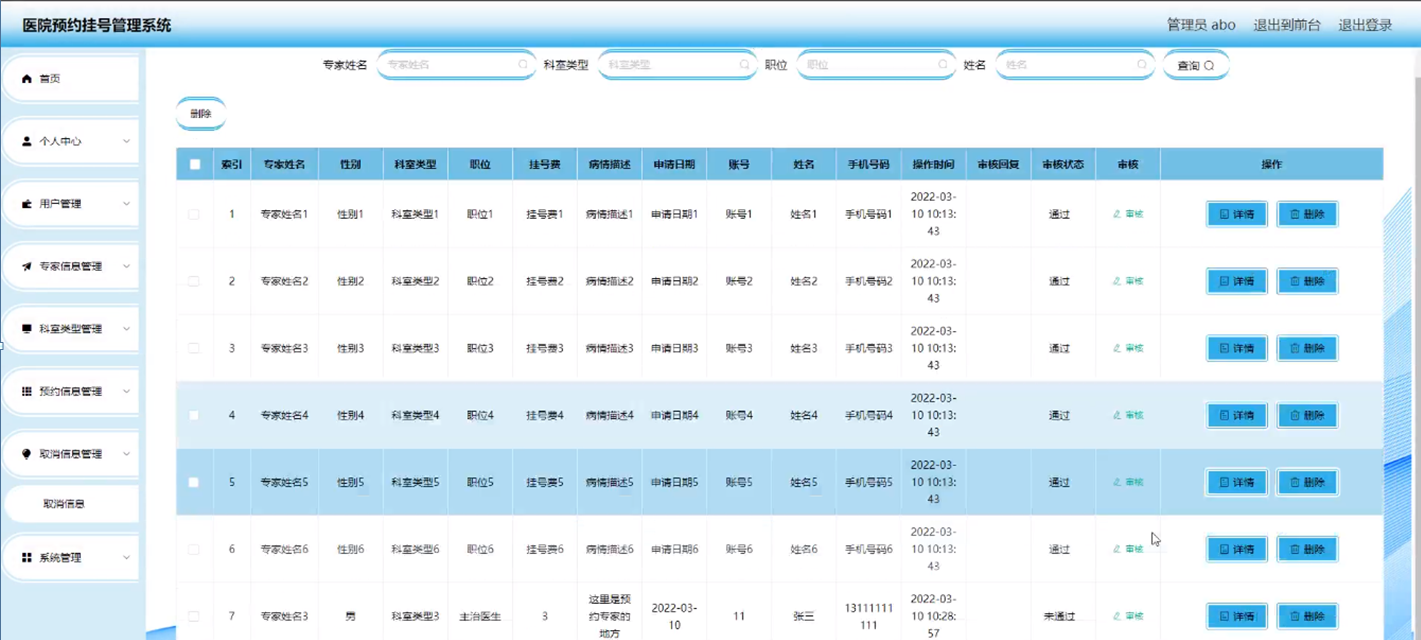 医院预约挂号管理系统
管理员 abo 退出到前台 退出登录
首页
个人中心
用户管理
专家信息管理
科室类型管理
预约信息管理
取消信息管理
取消信息
系统管理
专家姓名 专家姓名 科室类型 科室类型 职位 职位 姓名 姓名 查询
删除
索引 专家姓名 性别 科室类型 职位 挂号费 病情描述 申请日期 账号 姓名 手机号码 操作时间 审核回复 审核状态 审核 操作
1 专家姓名1 性别1 科室类型1 职位1 挂号费1 病情描述1 申请日期1 账号1 姓名1 手机号码1 2022-03-10 10:13:43 通过 审核 详情 删除
2 专家姓名2 性别2 科室类型2 职位2 挂号费2 病情描述2 申请日期2 账号2 姓名2 手机号码2 2022-03-10 10:13:43 通过 审核 详情 删除
3 专家姓名3 性别3 科室类型3 职位3 挂号费3 病情描述3 申请日期3 账号3 姓名3 手机号码3 2022-03-10 10:13:43 通过 审核 详情 删除
4 专家姓名4 性别4 科室类型4 职位4 挂号费4 病情描述4 申请日期4 账号4 姓名4 手机号码4 2022-03-10 10:13:43 通过 审核 详情 删除
5 专家姓名5 性别5 科室类型5 职位5 挂号费5 病情描述5 申请日期5 账号5 姓名5 手机号码5 2022-03-10 10:13:43 通过 审核 详情 删除
6 专家姓名6 性别6 科室类型6 职位6 挂号费6 病情描述6 申请日期6 账号6 姓名6 手机号码6 2022-03-10 10:13:43 通过 审核 详情 删除
7 专家姓名3 男 科室类型3 主治医生 3 这里是预约专家的地方 2022-03-10 11 张三 13111111111 2022-03-10 10:28:57 未通过 审核 详情 删除